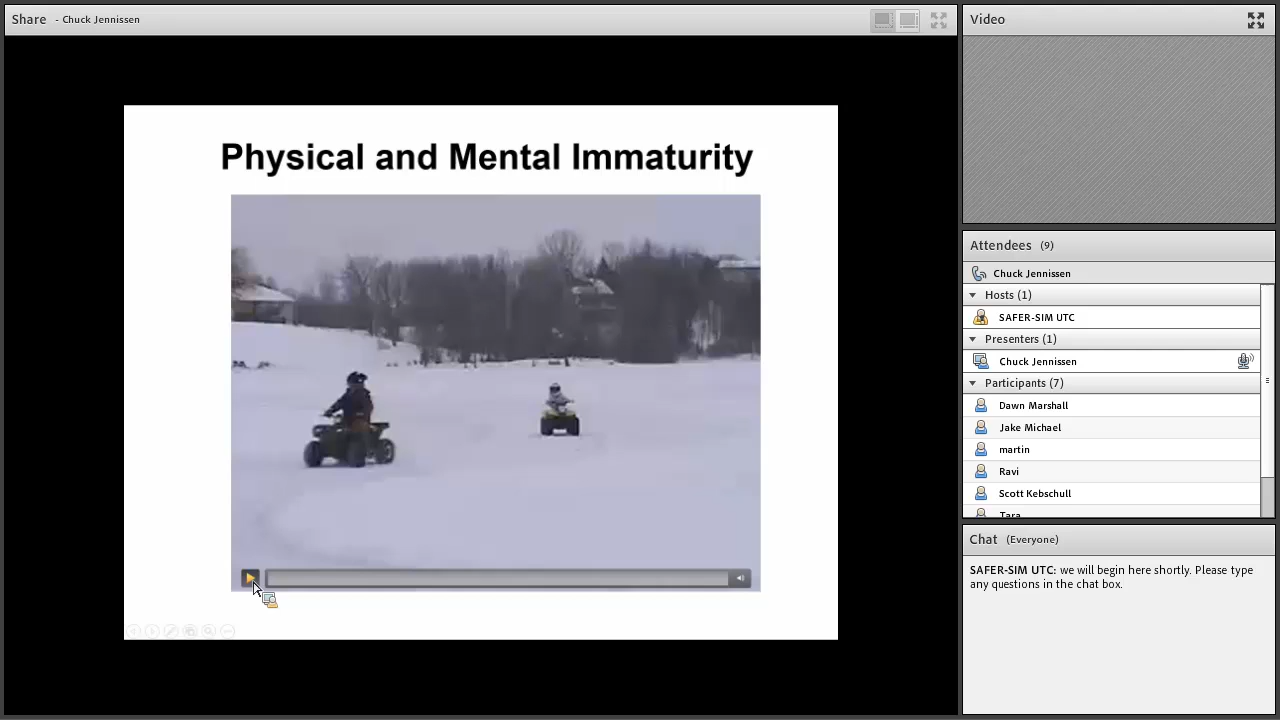 Share - Chuck Jennissen
Physical and Mental Immaturity
Video
Attendees (9)
Chuck Jennissen
Hosts (1)
SAFER-SIM UTC
Presenters (1)
Chuck Jennissen
Participants (7)
Dawn Marshall
Jake Michael
martin
Ravi
Scott Kebschull
Tara
Chat (Everyone)
SAFER-SIM UTC: we will begin here shortly. Please type
any questions in the chat box.